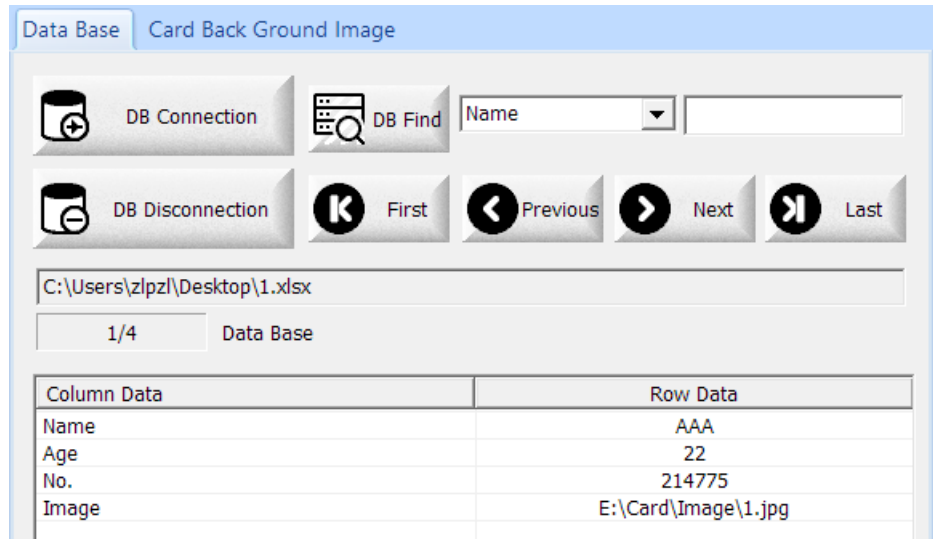 Data Base Card Back Ground Image
DB Connection DB Find Name
DB Disconnection First Previous Next Last
C:\Users\zlpzl\Desktop\1.xlsx
1/4 Data Base
Column Data Row Data
Name AAA
Age 22
No. 214775
Image E:\Card\Image\1.jpg